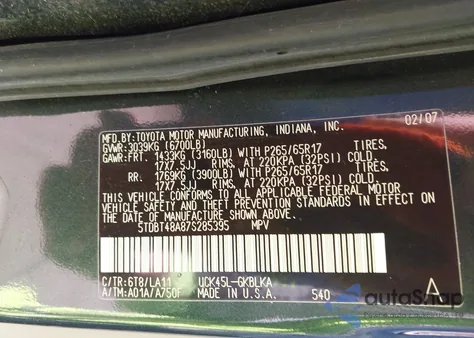 MFD.BY:TOYOTA MOTOR MANUFACTURING, INDIANA, INC. 02/07
GVWR: 3039KG (6700LB)
GAWR: FRT. 1433KG (3160LB) WITH P265/65R17 TIRES,
17X7.5JJ RIMS, AT 220KPA (32PSI) COLD.
RR. 1769KG (3900LB) WITH P265/65R17 TIRES,
17X7.5JJ RIMS, AT 220KPA (32PSI) COLD.
THIS VEHICLE CONFORMS TO ALL APPLICABLE FEDERAL MOTOR
VEHICLE SAFETY AND THEFT PREVENTION STANDARDS IN EFFECT ON
THE DATE OF MANUFACTURE SHOWN ABOVE.
5TDBT48A87S285395 MPV
C/TR: 6T8/LA11 UCK45L-GKBLKA
A/TM: A01A/A750F MADE IN U.S.A. 540 A
autoSnap